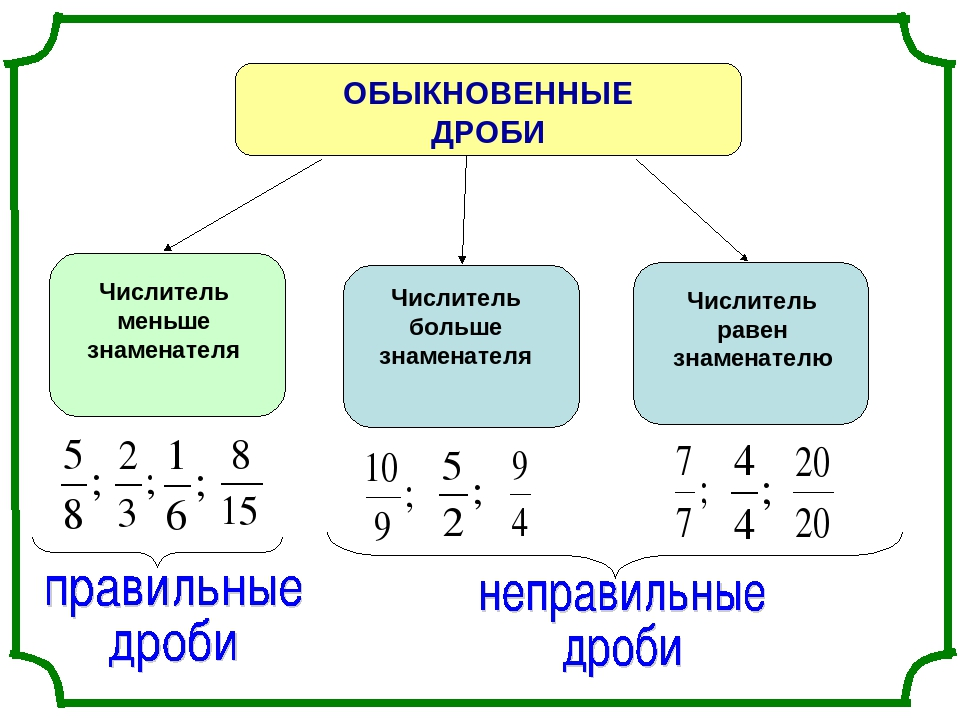 ОБЫКНОВЕННЫЕ
ДРОБИ
Числитель
меньше
знаменателя
Числитель
больше
знаменателя
Числитель
равен
знаменателю
5/8; 2/3; 1/6; 8/15
10/9; 5/2; 9/4
7/7; 4/4; 20/20
правильные
дроби
неправильные
дроби